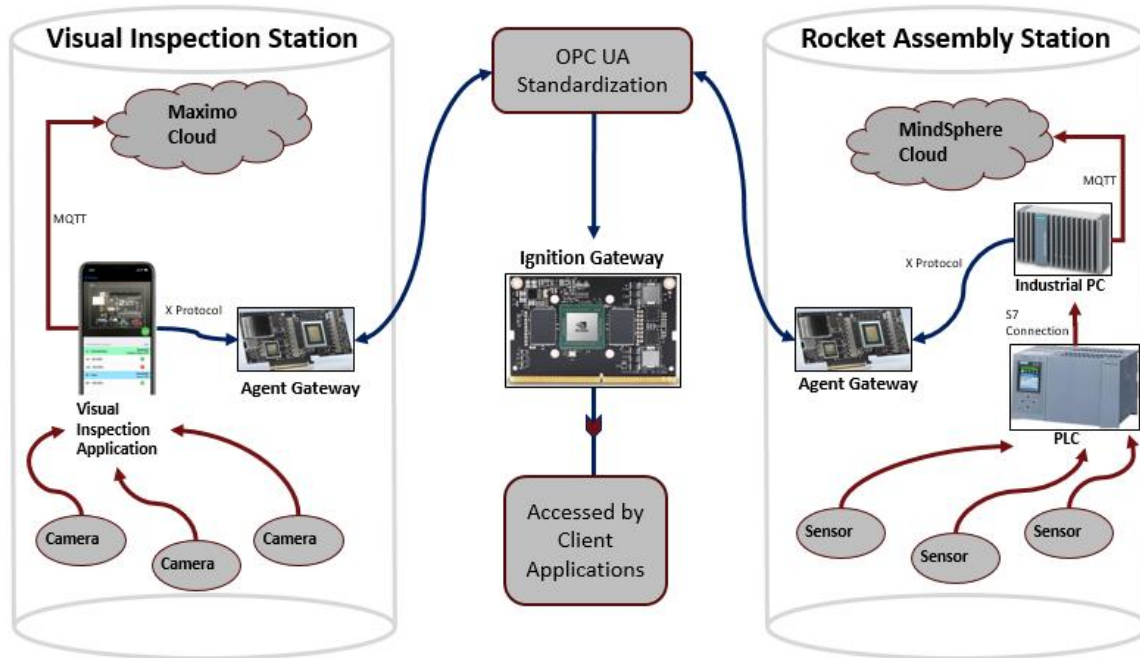 Visual Inspection Station
Maximo
Cloud
MQTT
X Protocol
Agent Gateway
Visual
Inspection
Application
Camera
Camera
Camera
OPC UA
Standardization
Ignition Gateway
Accessed by
Client
Applications
Rocket Assembly Station
MindSphere
Cloud
MQTT
X Protocol
Industrial PC
S7
Connection
Agent Gateway
PLC
Sensor
Sensor
Sensor